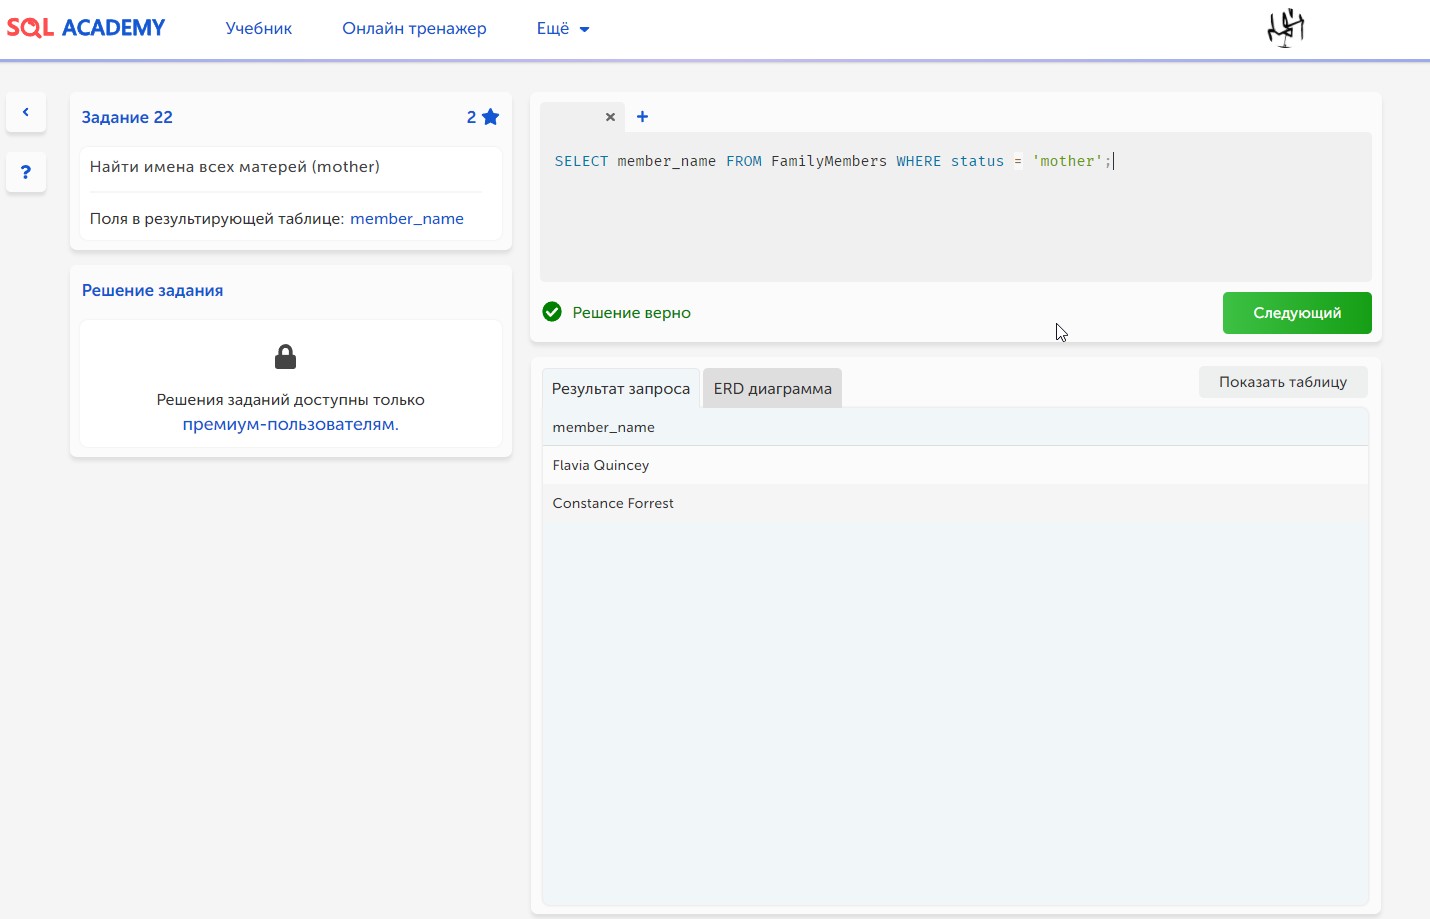 SQL ACADEMY
Учебник
Онлайн тренажер
Ещё
Задание 22
2
Найти имена всех матерей (mother)
Поля в результирующей таблице: member_name
Решение задания
Решения заданий доступны только
премиум-пользователям.
SELECT member_name FROM FamilyMembers WHERE status = 'mother';
Решение верно
Следующий
Результат запроса
ERD диаграмма
Показать таблицу
member_name
Flavia Quincey
Constance Forrest